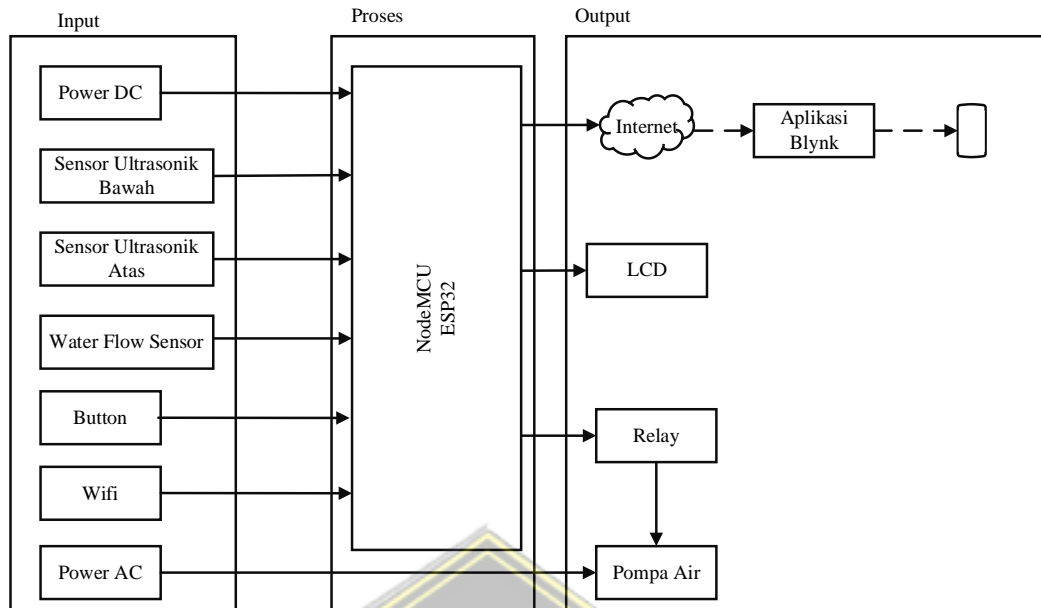 Input
Proses
Output
Power DC
Sensor Ultrasonik
Bawah
Sensor Ultrasonik
Atas
Water Flow Sensor
Button
Wifi
Power AC
NodeMCU
ESP32
Internet
Aplikasi
Blynk
LCD
Relay
Pompa Air